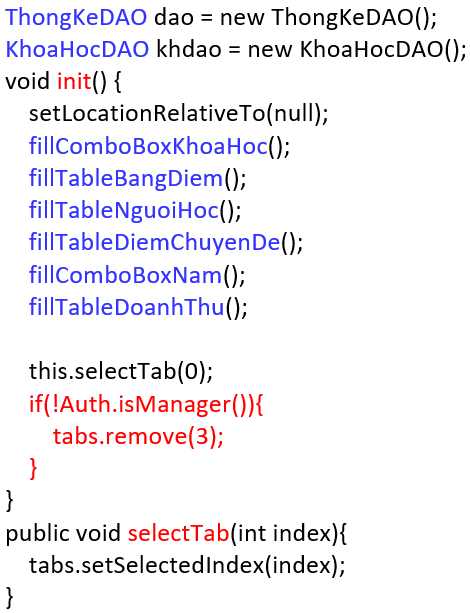 ThongKeDAO dao = new ThongKeDAO();
KhoaHocDAO khdao = new KhoaHocDAO();
void init() {
    setLocationRelativeTo(null);
    fillComboBoxKhoaHoc();
    fillTableBangDiem();
    fillTableNguoiHoc();
    fillTableDiemChuyenDe();
    fillComboBoxNam();
    fillTableDoanhThu();

    this.selectTab(0);
    if(!Auth.isManager()){
        tabs.remove(3);
    }
}
public void selectTab(int index){
    tabs.setSelectedIndex(index);
}